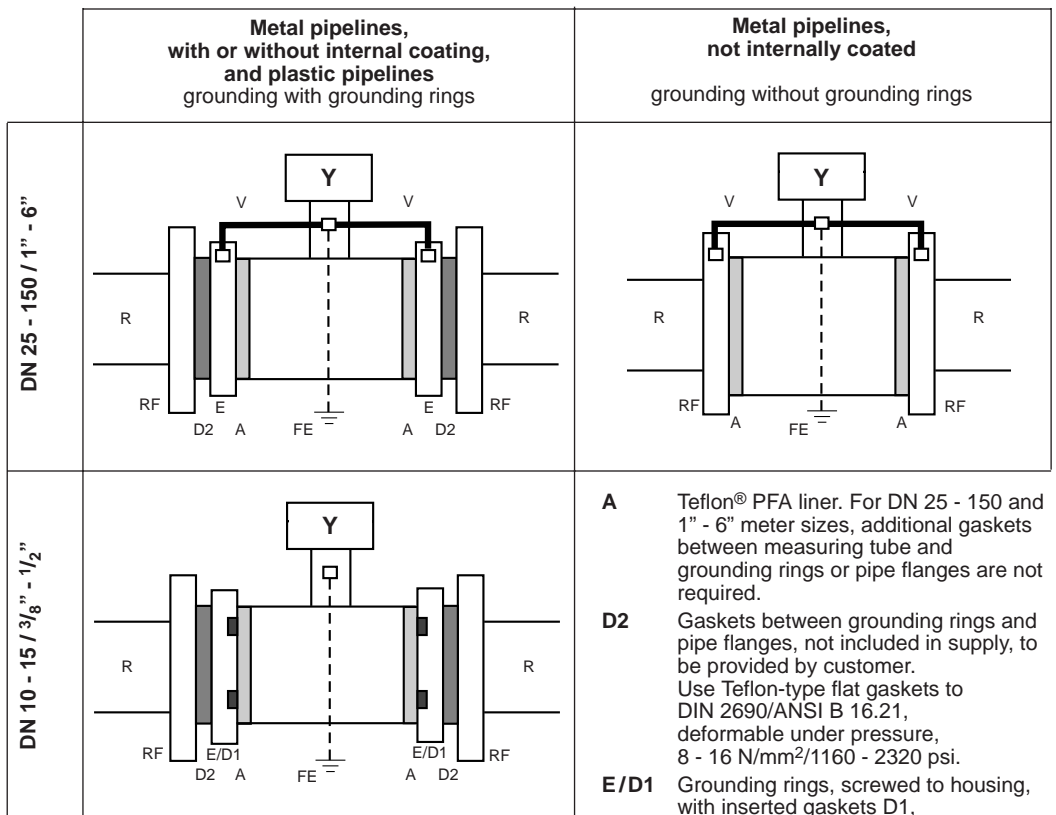 Metal pipelines,
with or without internal coating,
and plastic pipelines
grounding with grounding rings
Metal pipelines,
not internally coated
grounding without grounding rings
DN 25 - 150 / 1” - 6”
Y
V V
R R
RF E E RF
D2 A FE A D2
Y
V V
R R
RF RF
A FE A
DN 10 - 15 / 3/8” - 1/2”
Y
R R
RF E/D1 E/D1 RF
D2 A FE A D2
A Teflon® PFA liner. For DN 25 - 150 and
1” - 6” meter sizes, additional gaskets
between measuring tube and
grounding rings or pipe flanges are not
required.
D2 Gaskets between grounding rings and
pipe flanges, not included in supply, to
be provided by customer.
Use Teflon-type flat gaskets to
DIN 2690/ANSI B 16.21,
deformable under pressure,
8 - 16 N/mm²/1160 - 2320 psi.
E/D1 Grounding rings, screwed to housing,
with inserted gaskets D1,